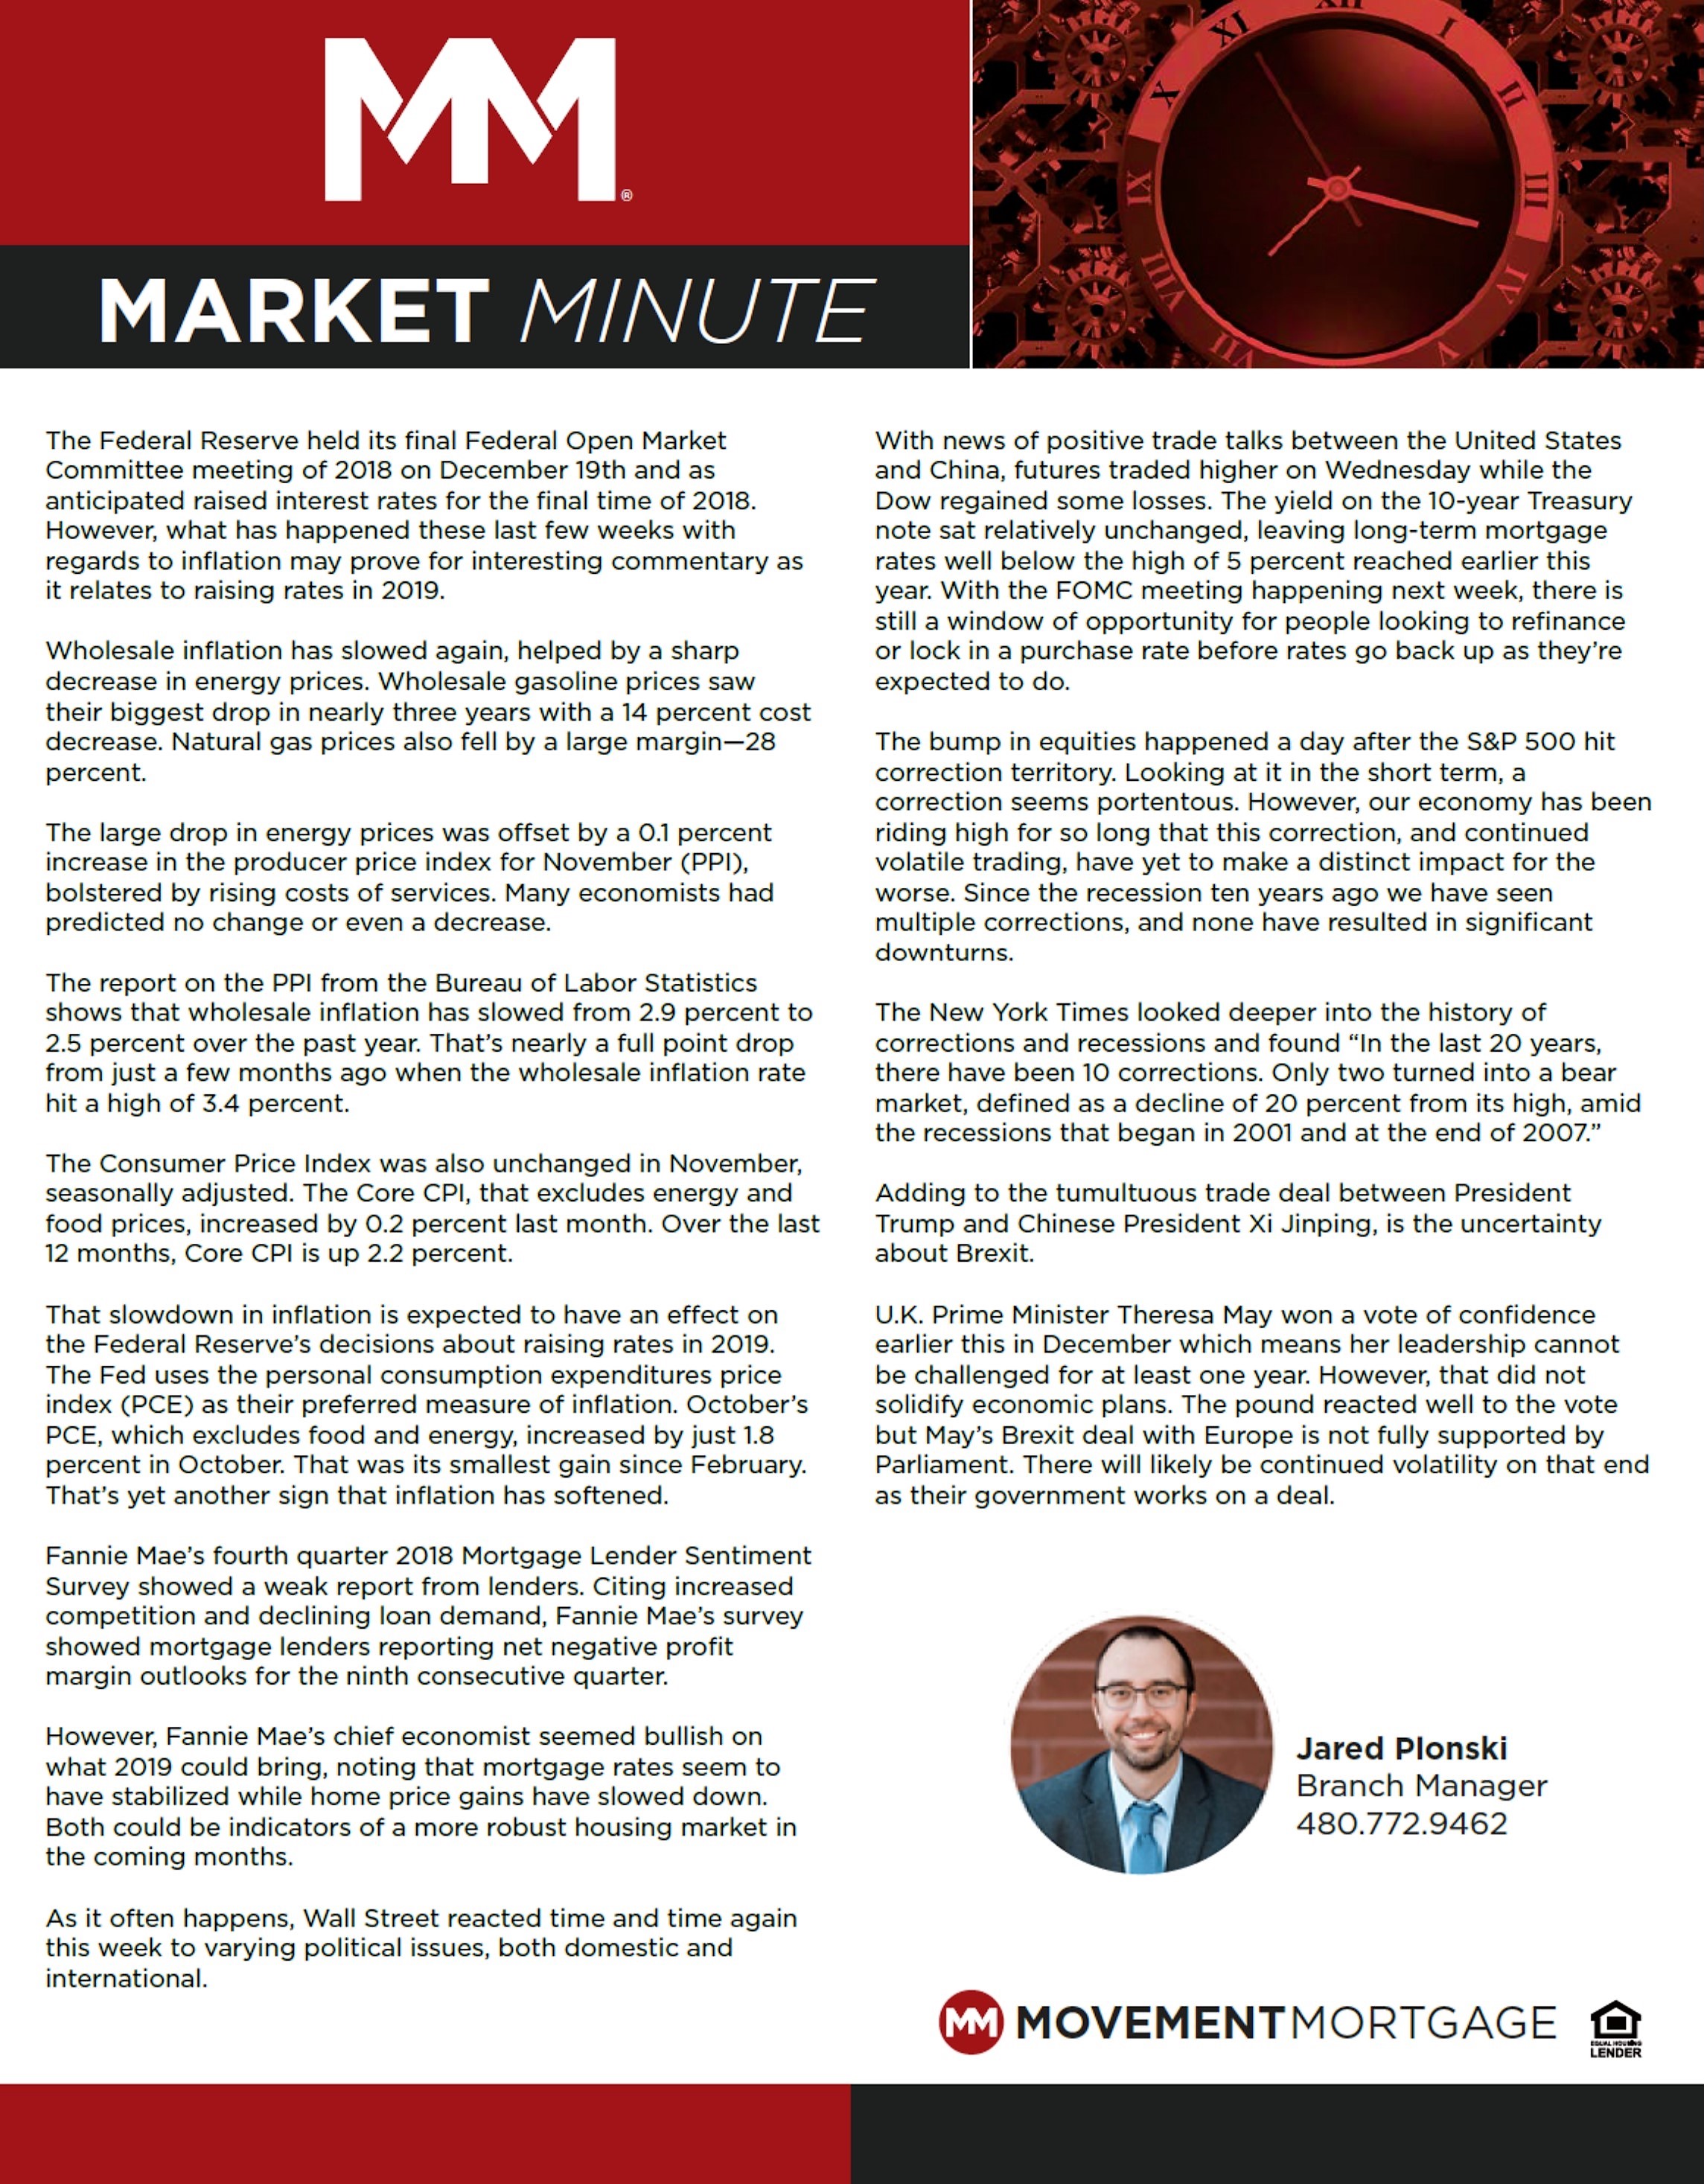 MM®
MARKET MINUTE
XI
XII
I
X
II
IX
III
VIII
IV
VII
V
The Federal Reserve held its final Federal Open Market
Committee meeting of 2018 on December 19th and as
anticipated raised interest rates for the final time of 2018.
However, what has happened these last few weeks with
regards to inflation may prove for interesting commentary as
it relates to raising rates in 2019.
Wholesale inflation has slowed again, helped by a sharp
decrease in energy prices. Wholesale gasoline prices saw
their biggest drop in nearly three years with a 14 percent cost
decrease. Natural gas prices also fell by a large margin—28
percent.
The large drop in energy prices was offset by a 0.1 percent
increase in the producer price index for November (PPI),
bolstered by rising costs of services. Many economists had
predicted no change or even a decrease.
The report on the PPI from the Bureau of Labor Statistics
shows that wholesale inflation has slowed from 2.9 percent to
2.5 percent over the past year. That’s nearly a full point drop
from just a few months ago when the wholesale inflation rate
hit a high of 3.4 percent.
The Consumer Price Index was also unchanged in November,
seasonally adjusted. The Core CPI, that excludes energy and
food prices, increased by 0.2 percent last month. Over the last
12 months, Core CPI is up 2.2 percent.
That slowdown in inflation is expected to have an effect on
the Federal Reserve’s decisions about raising rates in 2019.
The Fed uses the personal consumption expenditures price
index (PCE) as their preferred measure of inflation. October’s
PCE, which excludes food and energy, increased by just 1.8
percent in October. That was its smallest gain since February.
That’s yet another sign that inflation has softened.
Fannie Mae’s fourth quarter 2018 Mortgage Lender Sentiment
Survey showed a weak report from lenders. Citing increased
competition and declining loan demand, Fannie Mae’s survey
showed mortgage lenders reporting net negative profit
margin outlooks for the ninth consecutive quarter.
However, Fannie Mae’s chief economist seemed bullish on
what 2019 could bring, noting that mortgage rates seem to
have stabilized while home price gains have slowed down.
Both could be indicators of a more robust housing market in
the coming months.
As it often happens, Wall Street reacted time and time again
this week to varying political issues, both domestic and
international.
With news of positive trade talks between the United States
and China, futures traded higher on Wednesday while the
Dow regained some losses. The yield on the 10-year Treasury
note sat relatively unchanged, leaving long-term mortgage
rates well below the high of 5 percent reached earlier this
year. With the FOMC meeting happening next week, there is
still a window of opportunity for people looking to refinance
or lock in a purchase rate before rates go back up as they’re
expected to do.
The bump in equities happened a day after the S&P 500 hit
correction territory. Looking at it in the short term, a
correction seems portentous. However, our economy has been
riding high for so long that this correction, and continued
volatile trading, have yet to make a distinct impact for the
worse. Since the recession ten years ago we have seen
multiple corrections, and none have resulted in significant
downturns.
The New York Times looked deeper into the history of
corrections and recessions and found “In the last 20 years,
there have been 10 corrections. Only two turned into a bear
market, defined as a decline of 20 percent from its high, amid
the recessions that began in 2001 and at the end of 2007.”
Adding to the tumultuous trade deal between President
Trump and Chinese President Xi Jinping, is the uncertainty
about Brexit.
U.K. Prime Minister Theresa May won a vote of confidence
earlier this in December which means her leadership cannot
be challenged for at least one year. However, that did not
solidify economic plans. The pound reacted well to the vote
but May’s Brexit deal with Europe is not fully supported by
Parliament. There will likely be continued volatility on that end
as their government works on a deal.
Jared Plonski
Branch Manager
480.772.9462
MM MOVEMENT MORTGAGE
EQUAL HOUSING
LENDER